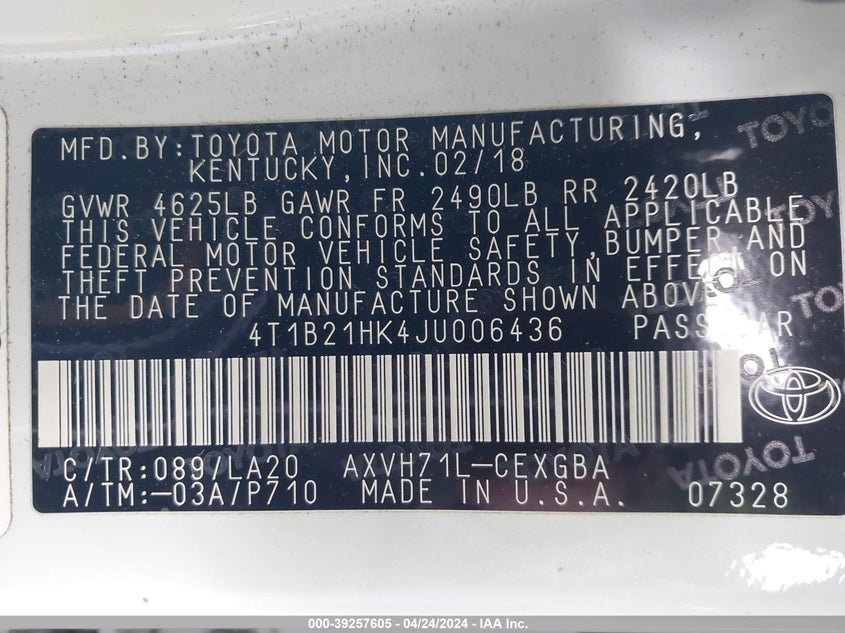 MFD.BY:TOYOTA MOTOR MANUFACTURING,
KENTUCKY,INC.02/18
GVWR 4625LB GAWR FR 2490LB RR 2420LB
THIS VEHICLE CONFORMS TO ALL APPLICABLE
FEDERAL MOTOR VEHICLE SAFETY,BUMPER AND
THEFT PREVENTION STANDARDS IN EFFECT ON
THE DATE OF MANUFACTURE SHOWN ABOVE.
4T1B21HK4JU006436 PASS CAR
C/TR:089/LA20 AXVH71L-CEXGBA
A/TM:-03A/P710 MADE IN U.S.A. 07328
TOYOTA
000-39257605 - 04/24/2024 - IAA Inc.